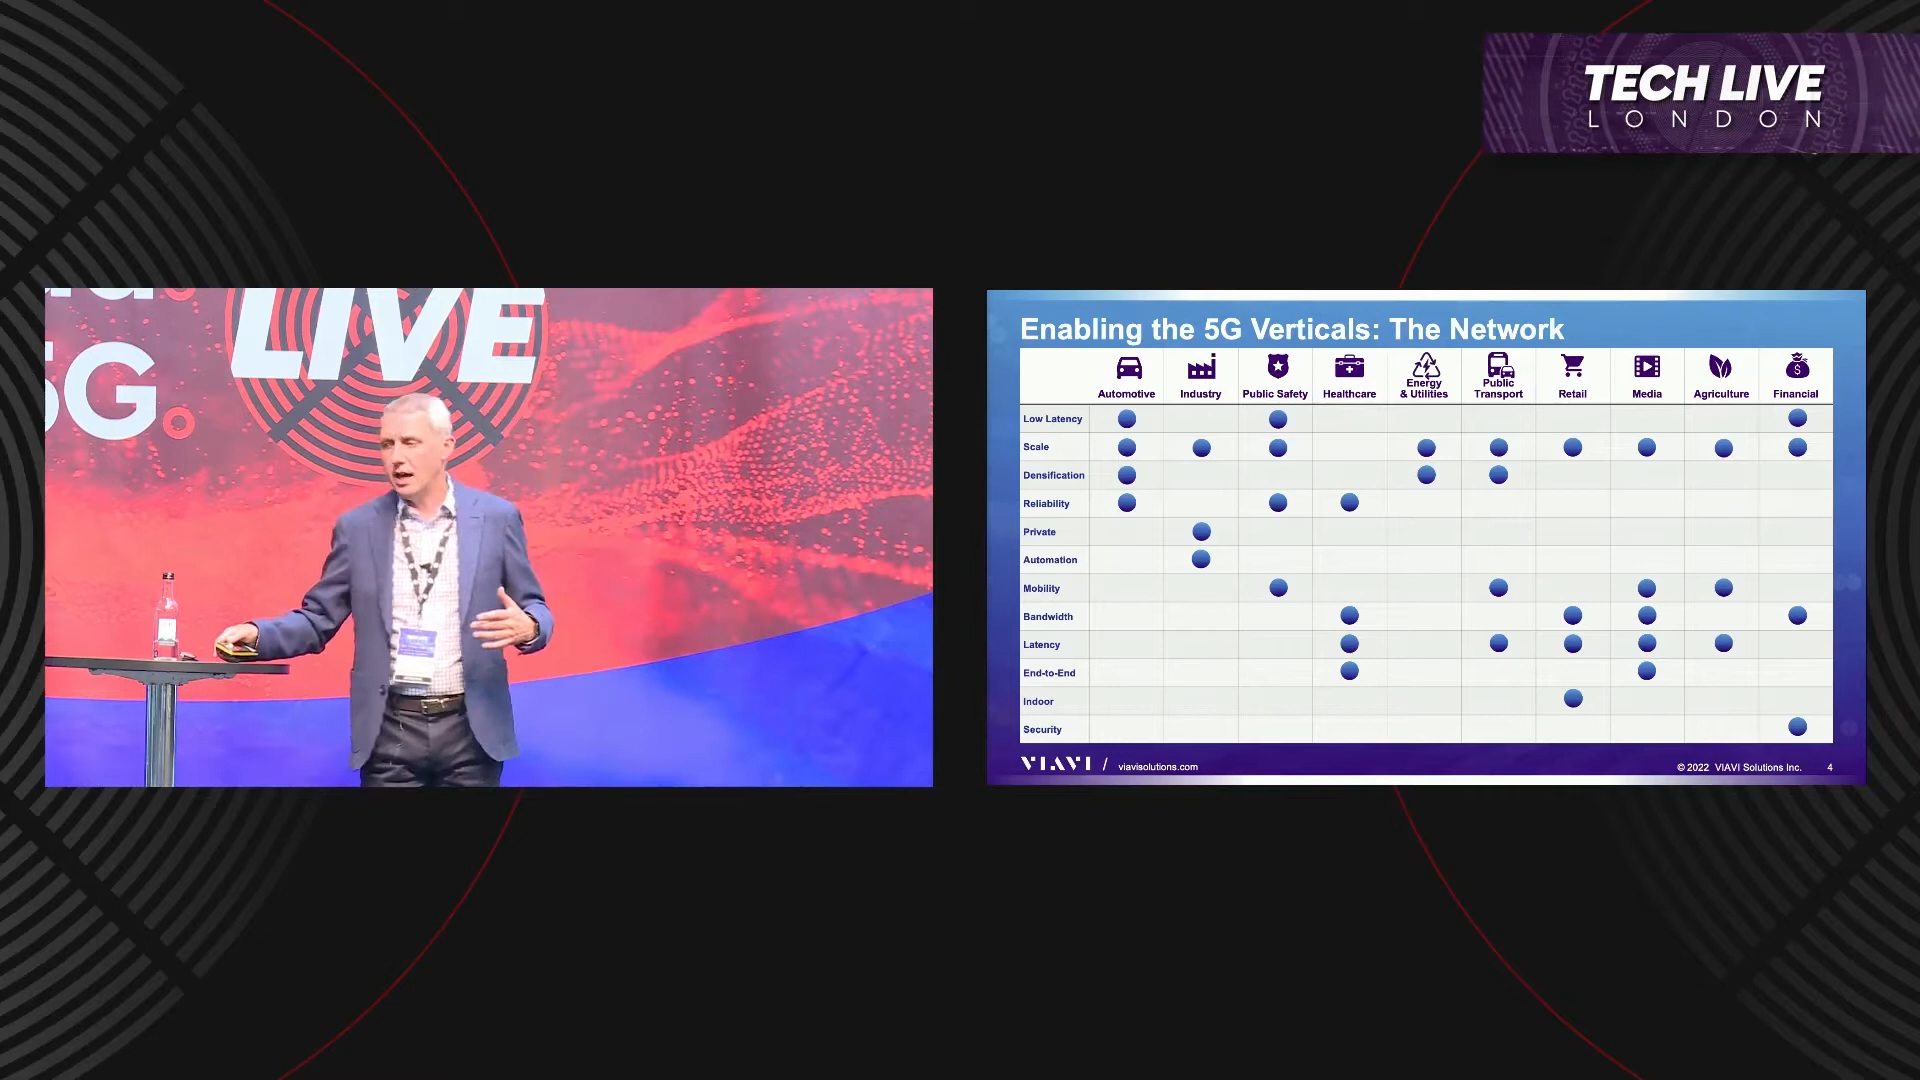 TECH LIVE
LONDON
LIVE
5G.
Enabling the 5G Verticals: The Network
Automotive
Industry
Public Safety
Healthcare
Energy
& Utilities
Public
Transport
Retail
Media
Agriculture
Financial
Low Latency
Scale
Densification
Reliability
Private
Automation
Mobility
Bandwidth
Latency
End-to-End
Indoor
Security
VIAVI / viavisolutions.com
© 2022 VIAVI Solutions Inc. 4